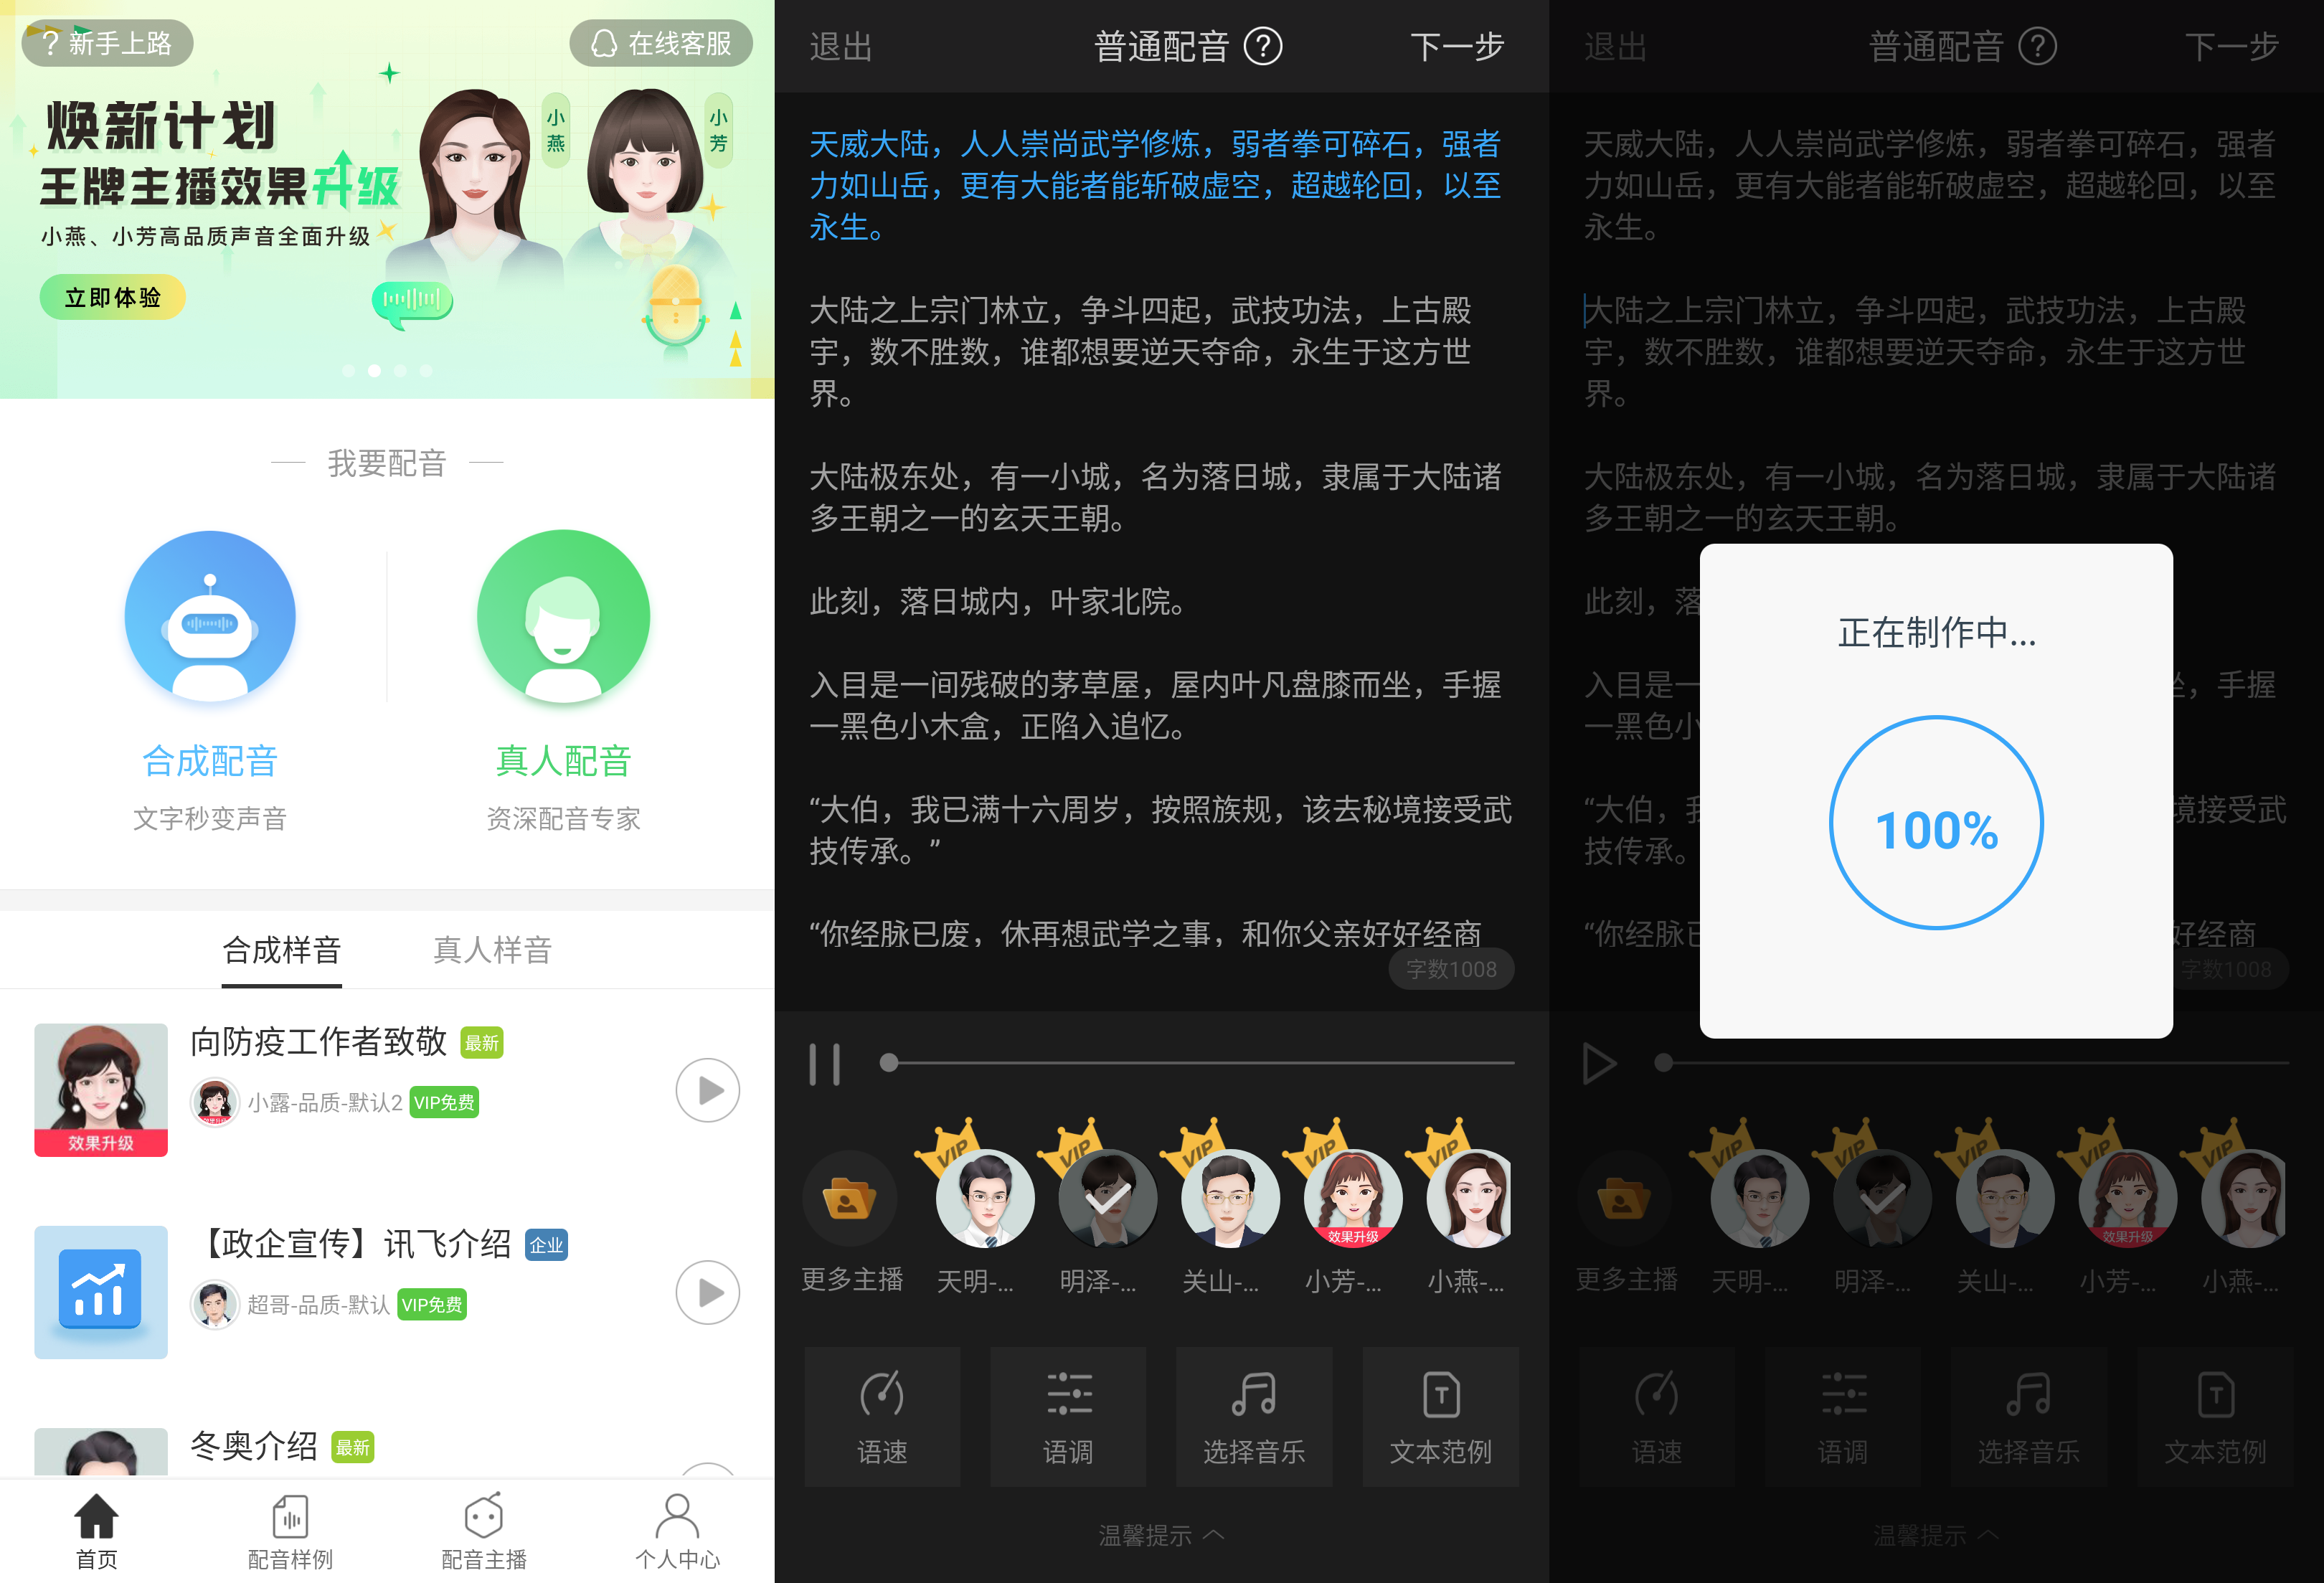 ? 新手上路
在线客服
焕新计划
王牌主播效果升级
小燕、小芳高品质声音全面升级
立即体验
小燕
小芳
我要配音
合成配音
文字秒变声音
真人配音
资深配音专家
合成样音
真人样音
向防疫工作者致敬 最新
小露-品质-默认2 VIP免费
效果升级
【政企宣传】讯飞介绍 企业
超哥-品质-默认 VIP免费
冬奥介绍 最新
首页
配音样例
配音主播
个人中心
退出
普通配音 ?
下一步
天威大陆，人人崇尚武学修炼，弱者拳可碎石，强者
力如山岳，更有大能者能斩破虚空，超越轮回，以至
永生。
大陆之上宗门林立，争斗四起，武技功法，上古殿
宇，数不胜数，谁都想要逆天夺命，永生于这方世
界。
大陆极东处，有一小城，名为落日城，隶属于大陆诸
多王朝之一的玄天王朝。
此刻，落日城内，叶家北院。
入目是一间残破的茅草屋，屋内叶凡盘膝而坐，手握
一黑色小木盒，正陷入追忆。
“大伯，我已满十六周岁，按照族规，该去秘境接受武
技传承。”
“你经脉已废，休再想武学之事，和你父亲好好经商
字数1008
VIP
VIP
VIP
VIP
VIP
效果升级
更多主播
天明-...
明泽-...
关山-...
小芳-...
小燕-...
语速
语调
选择音乐
T
文本范例
温馨提示
退出
普通配音 ?
下一步
天威大陆，人人崇尚武学修炼，弱者拳可碎石，强者
力如山岳，更有大能者能斩破虚空，超越轮回，以至
永生。
大陆之上宗门林立，争斗四起，武技功法，上古殿
宇，数不胜数，谁都想要逆天夺命，永生于这方世
界。
大陆极东处，有一小城，名为落日城，隶属于大陆诸
多王朝之一的玄天王朝。
此刻，落
入目是一
坐，手握
一黑色小
“大伯，我
境接受武
技传承。
“你经脉已
好经商
正在制作中...
100%
字数1008
VIP
VIP
VIP
VIP
VIP
效果升级
更多主播
天明-...
明泽-...
关山-...
小芳-...
小燕-...
语速
语调
选择音乐
T
文本范例
温馨提示